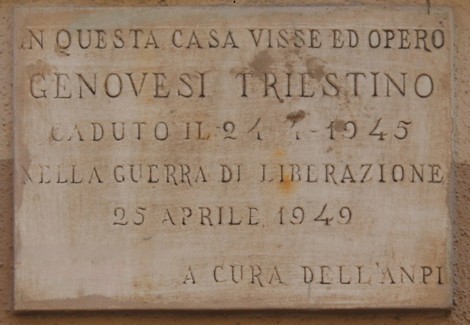 IN QUESTA CASA VISSE ED OPERÒ
GENOVESI TRIESTINO
CADUTO IL 24 1945
NELLA GUERRA DI LIBERAZIONE
25 APRILE 1949
A CURA DELL'ANPI